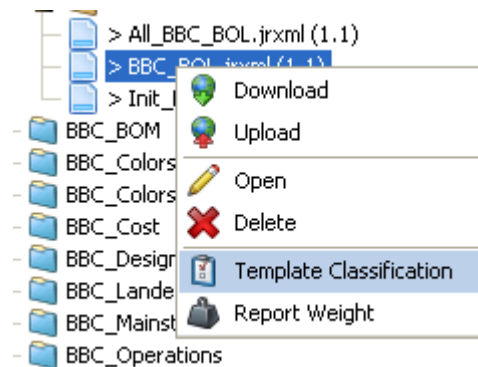 > All_BBC_BOL.jrxml (1.1)
> BBC_BOL.jrxml (1.1)
> Init_
Download
BBC_BOM
Upload
BBC_Colors
Open
BBC_Colors
BBC_Cost
Delete
BBC_Design
Template Classification
BBC_Lande
Report Weight
BBC_Mainst
BBC_Operations